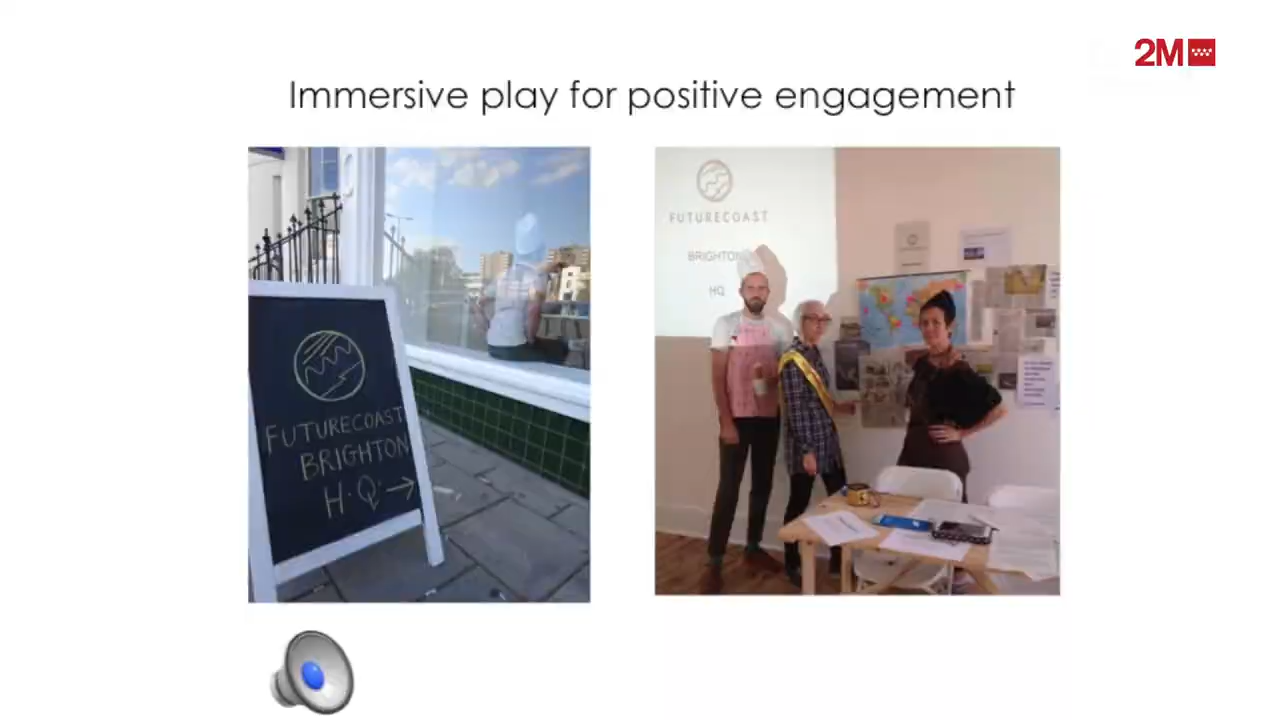 2M
Immersive play for positive engagement
FUTURECOAST
BRIGHTON
H·Q· →
FUTURECOAST
BRIGHTON
HQ